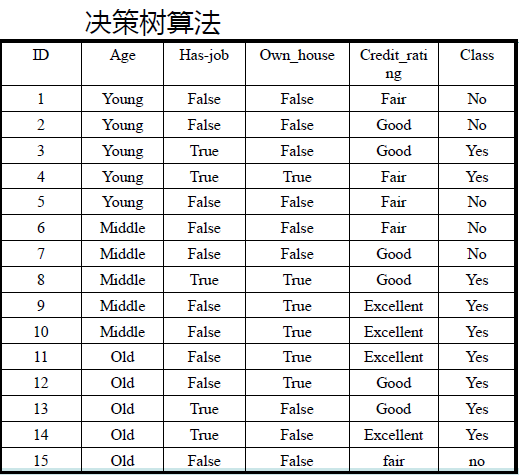 决策树算法
ID Age Has-job Own_house Credit_rati
ng Class
1 Young False False Fair No
2 Young False False Good No
3 Young True False Good Yes
4 Young True True Fair Yes
5 Young False False Fair No
6 Middle False False Fair No
7 Middle False False Good No
8 Middle True True Good Yes
9 Middle False True Excellent Yes
10 Middle False True Excellent Yes
11 Old False True Excellent Yes
12 Old False True Good Yes
13 Old True False Good Yes
14 Old True False Excellent Yes
15 Old False False fair no